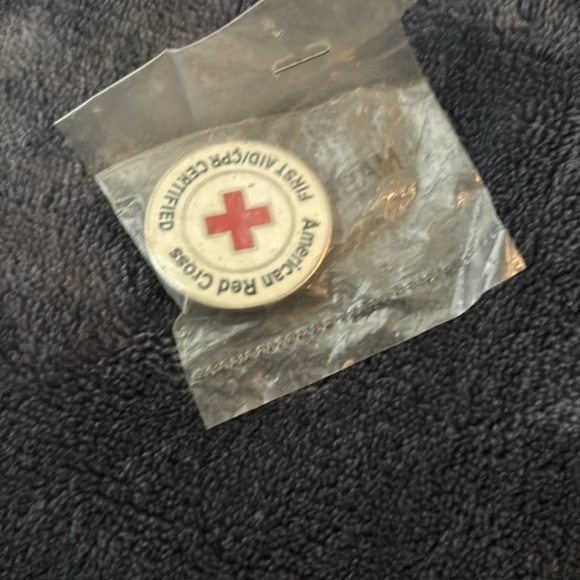 American Red Cross
FIRST AID/CPR CERTIFIED